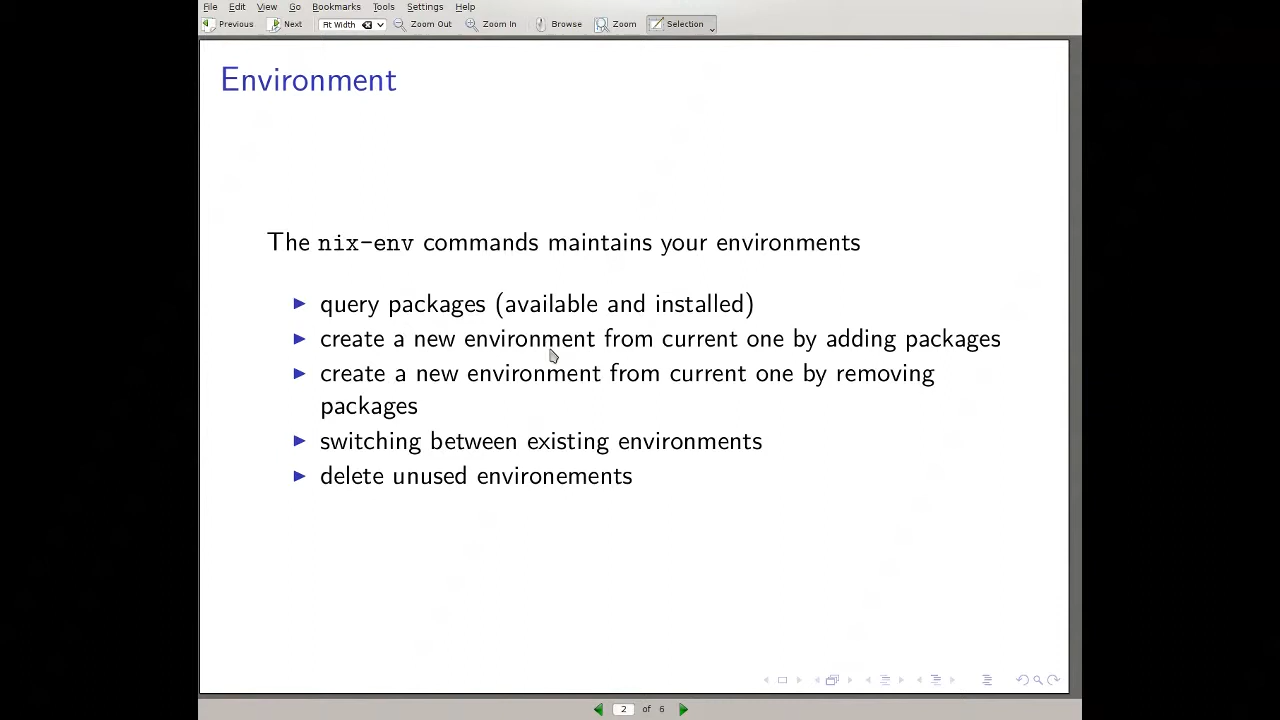 File Edit View Go Bookmarks Tools Settings Help
Previous Next Fit Width Zoom Out Zoom In Browse Zoom Selection
Environment
The nix-env commands maintains your environments
query packages (available and installed)
create a new environment from current one by adding packages
create a new environment from current one by removing
packages
switching between existing environments
delete unused environements
2 of 6